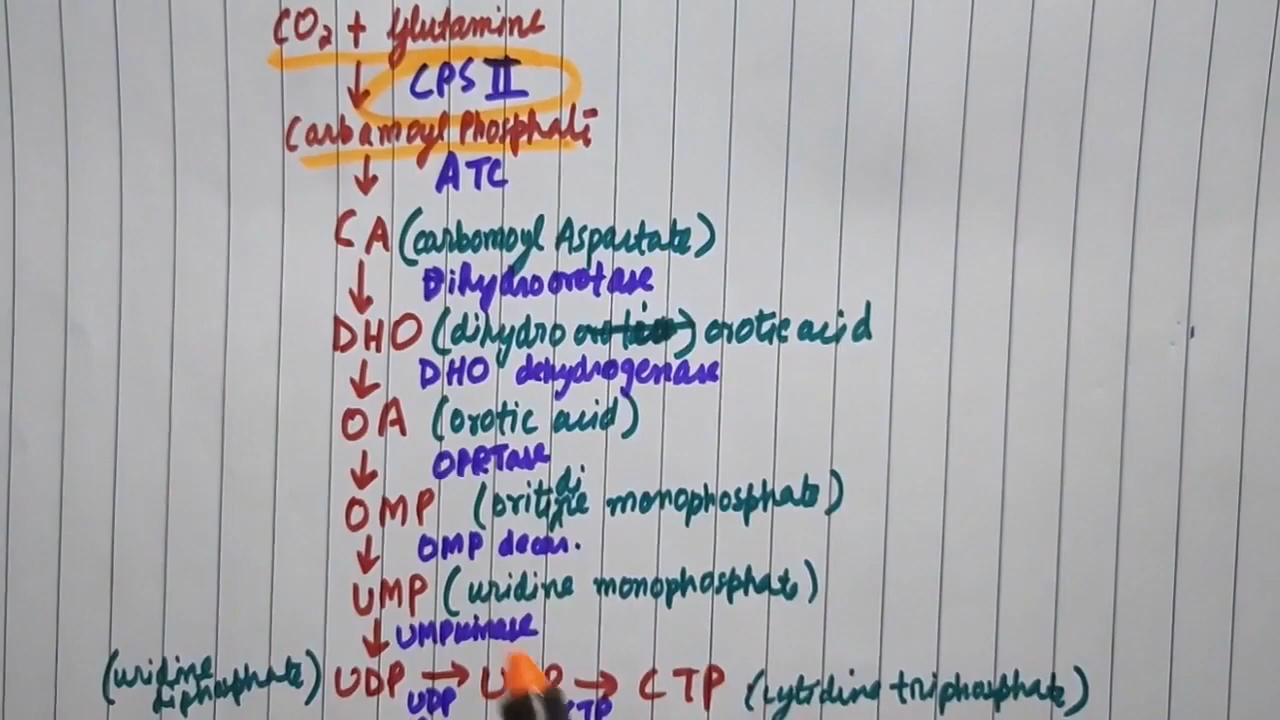 CO₂ + Glutamine
CPS II
Carbamoyl Phosphate
ATC
CA (carbomoyl Aspartate)
Dihydroorotase
DHO (dihydro orotic acid
DHO dehydrogenase
OA (orotic acid)
OPRTase
OMP (monophosphate)
OMP decar.
UMP (uridine monophosphate)
UMP kinase
(uridine diphosphate) UDP → → CTP (Cytidine triphosphate)
UDP CTP